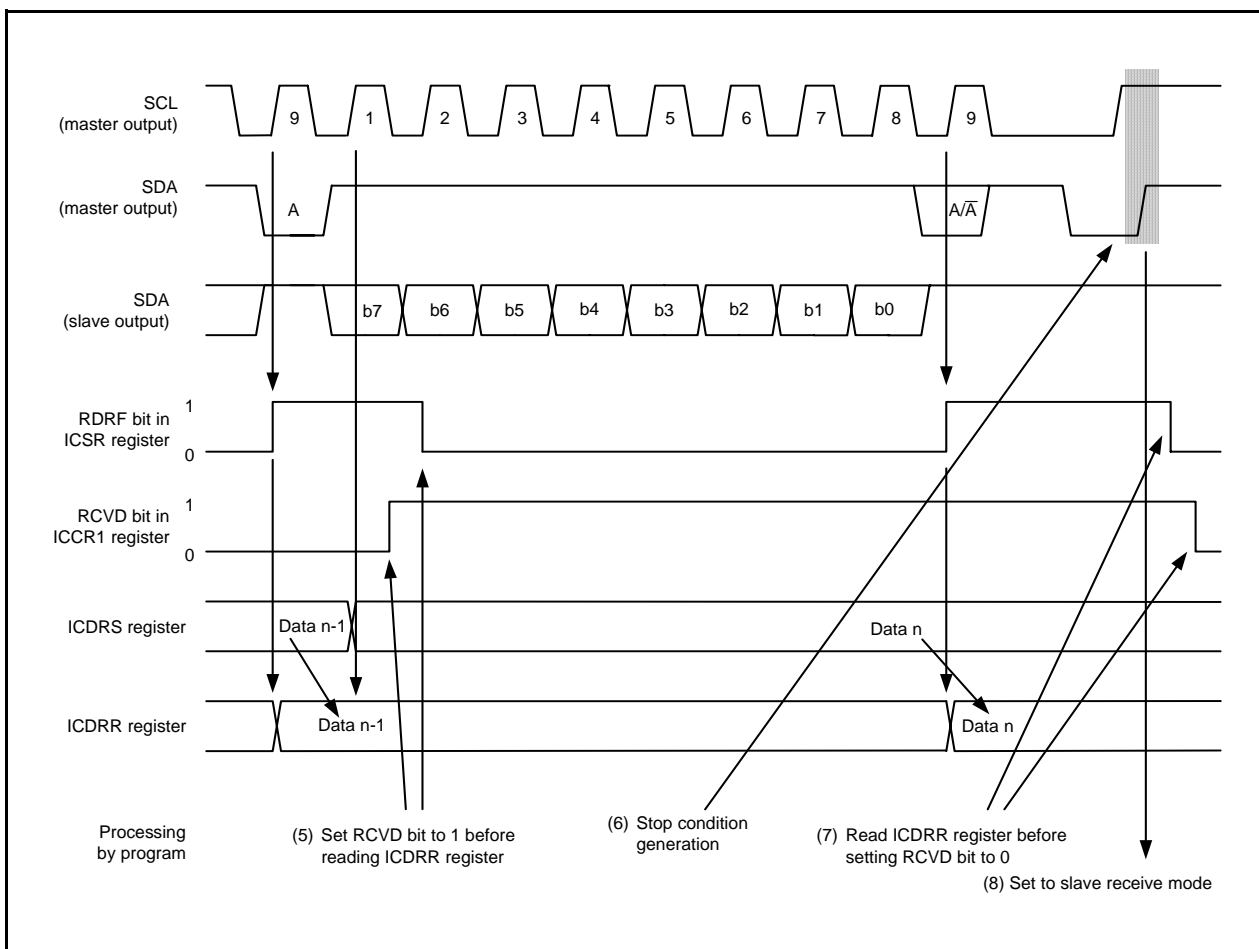 SCL
(master output)
9 1 2 3 4 5 6 7 8 9
SDA
(master output)
A A/A̅
SDA
(slave output)
b7 b6 b5 b4 b3 b2 b1 b0
1
RDRF bit in
ICSR register
0
1
RCVD bit in
ICCR1 register
0
ICDRS register
Data n-1 Data n
ICDRR register
Data n-1 Data n
Processing
by program
(5) Set RCVD bit to 1 before
reading ICDRR register
(6) Stop condition
generation
(7) Read ICDRR register before
setting RCVD bit to 0
(8) Set to slave receive mode